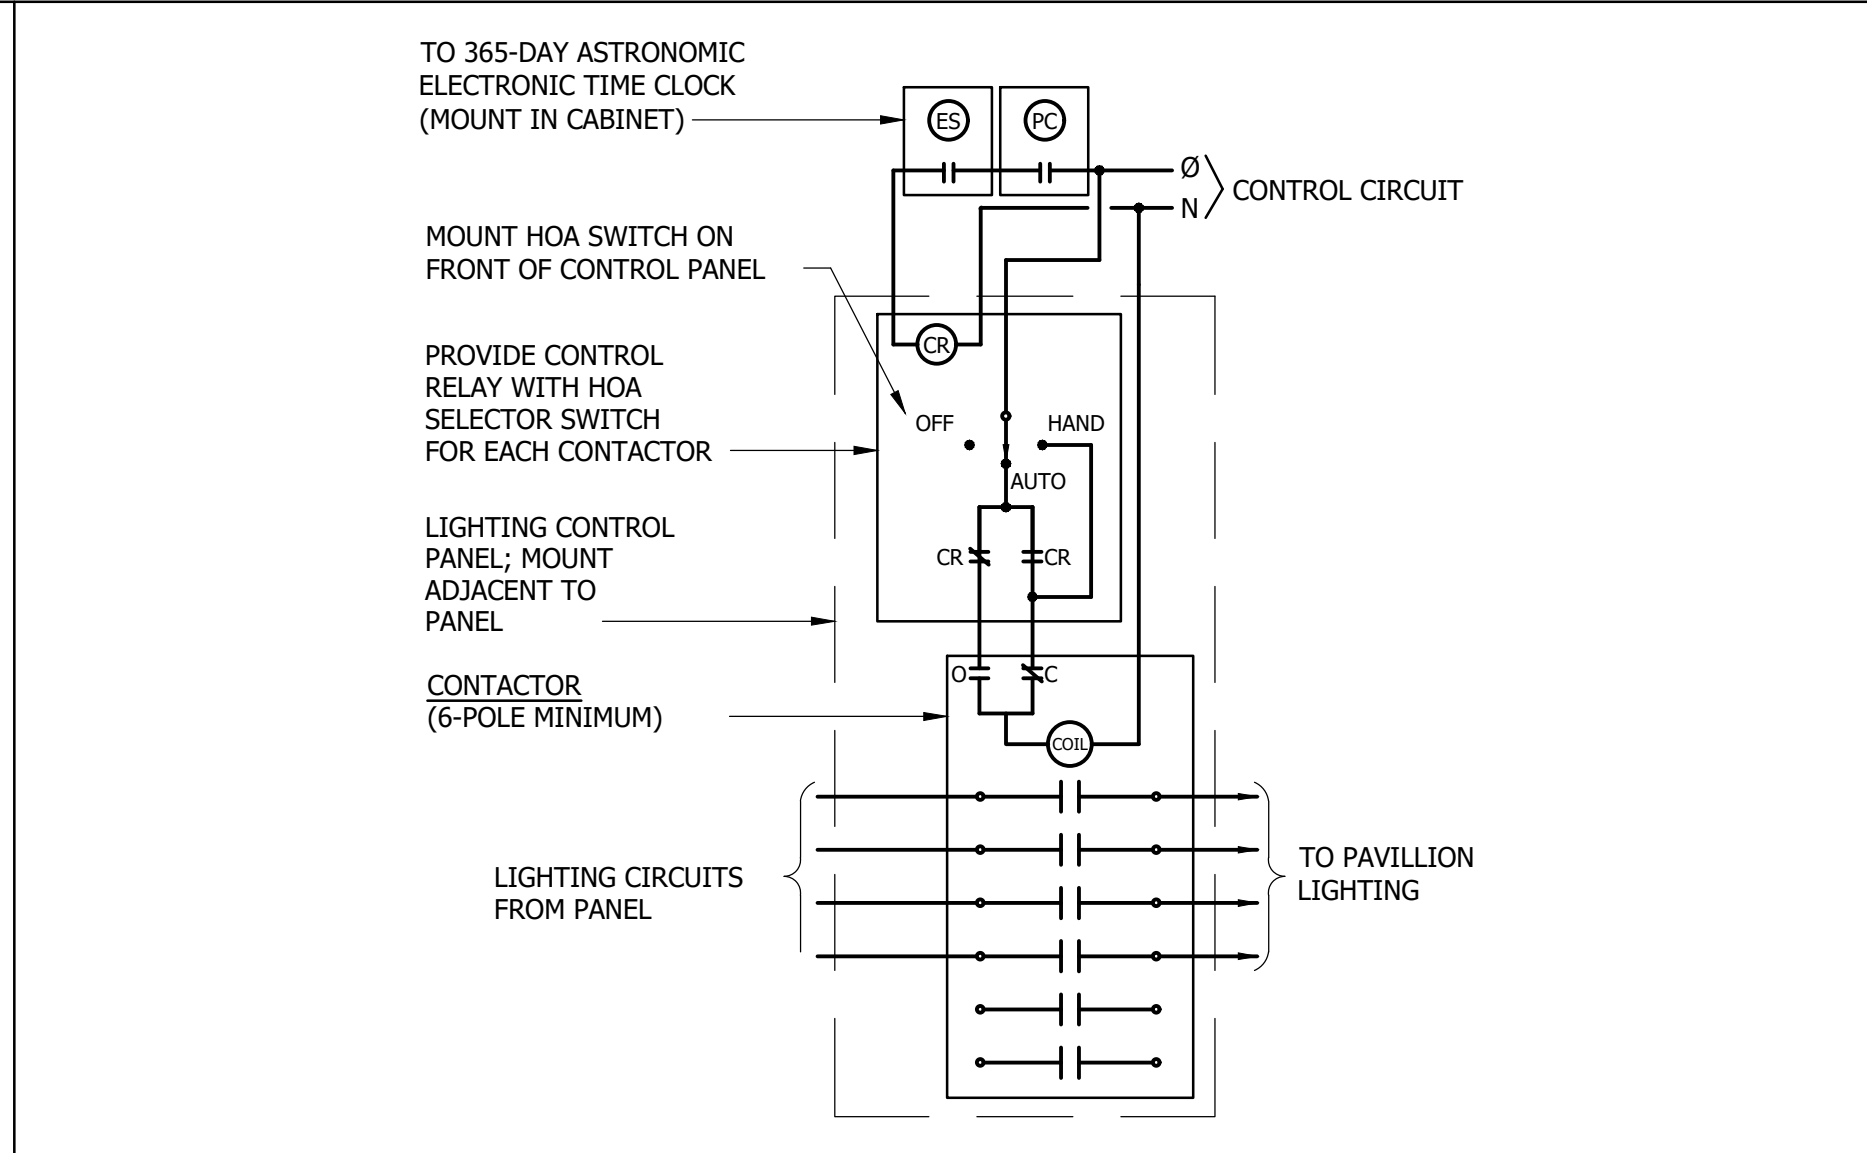 TO 365-DAY ASTRONOMIC
ELECTRONIC TIME CLOCK
(MOUNT IN CABINET)
ES
PC
Ø
N
CONTROL CIRCUIT
MOUNT HOA SWITCH ON
FRONT OF CONTROL PANEL
CR
PROVIDE CONTROL
RELAY WITH HOA
SELECTOR SWITCH
FOR EACH CONTACTOR
OFF
HAND
AUTO
CR
CR
LIGHTING CONTROL
PANEL; MOUNT
ADJACENT TO
PANEL
CONTACTOR
(6-POLE MINIMUM)
O
C
COIL
LIGHTING CIRCUITS
FROM PANEL
TO PAVILLION
LIGHTING